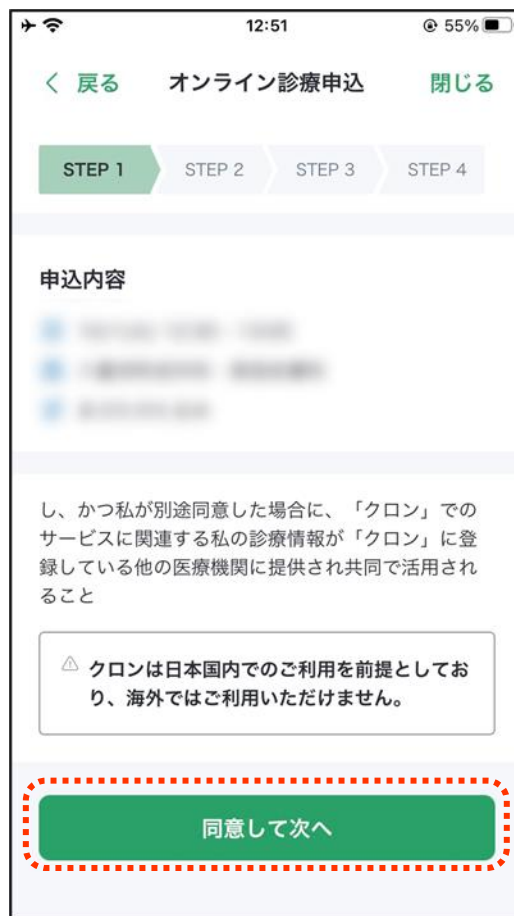 12:51
55%
戻る オンライン診療申込 閉じる
STEP 1 STEP 2 STEP 3 STEP 4
申込内容
し、かつ私が別途同意した場合に、「クロン」での
サービスに関連する私の診療情報が「クロン」に登
録している他の医療機関に提供され共同で活用され
ること
クロンは日本国内でのご利用を前提としてお
り、海外ではご利用いただけません。
同意して次へ